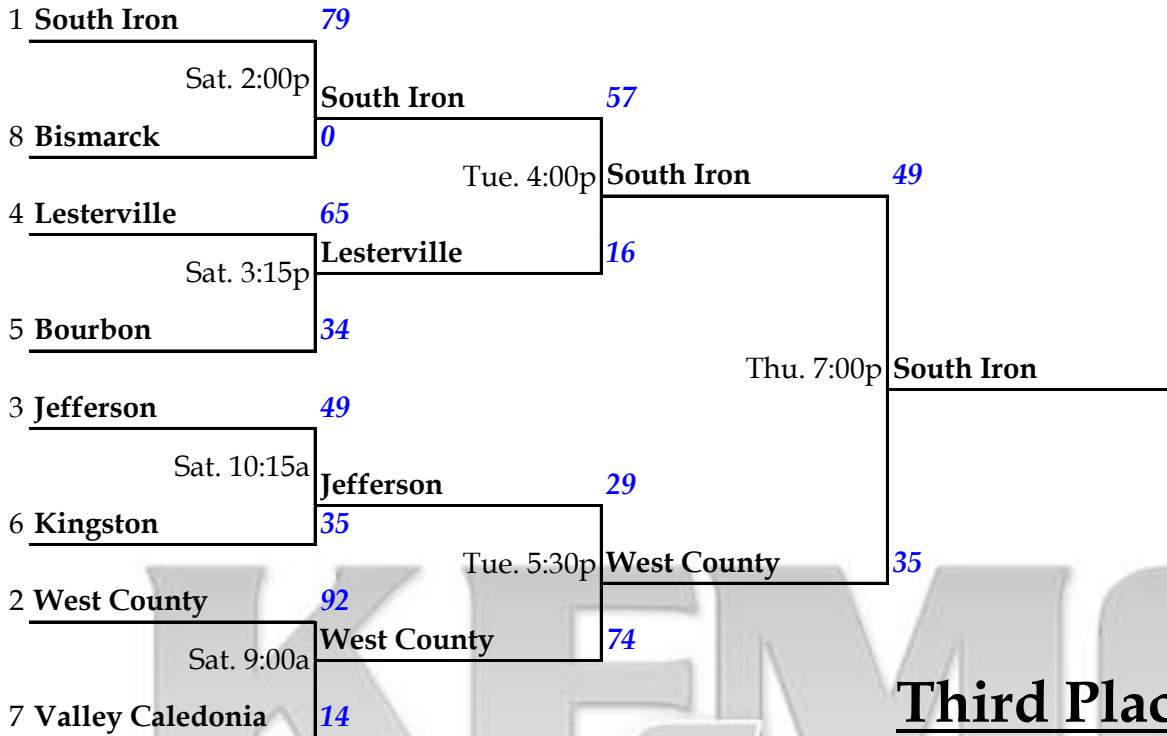 1 South Iron 79
Sat. 2:00p
South Iron 57
8 Bismarck 0
Tue. 4:00p South Iron 49
4 Lesterville 65
Lesterville 16
Sat. 3:15p
5 Bourbon 34
Thu. 7:00p South Iron
3 Jefferson 49
Sat. 10:15a
Jefferson 29
6 Kingston 35
Tue. 5:30p West County 35
2 West County 92
West County 74
Sat. 9:00a
7 Valley Caledonia 14
Third Plac